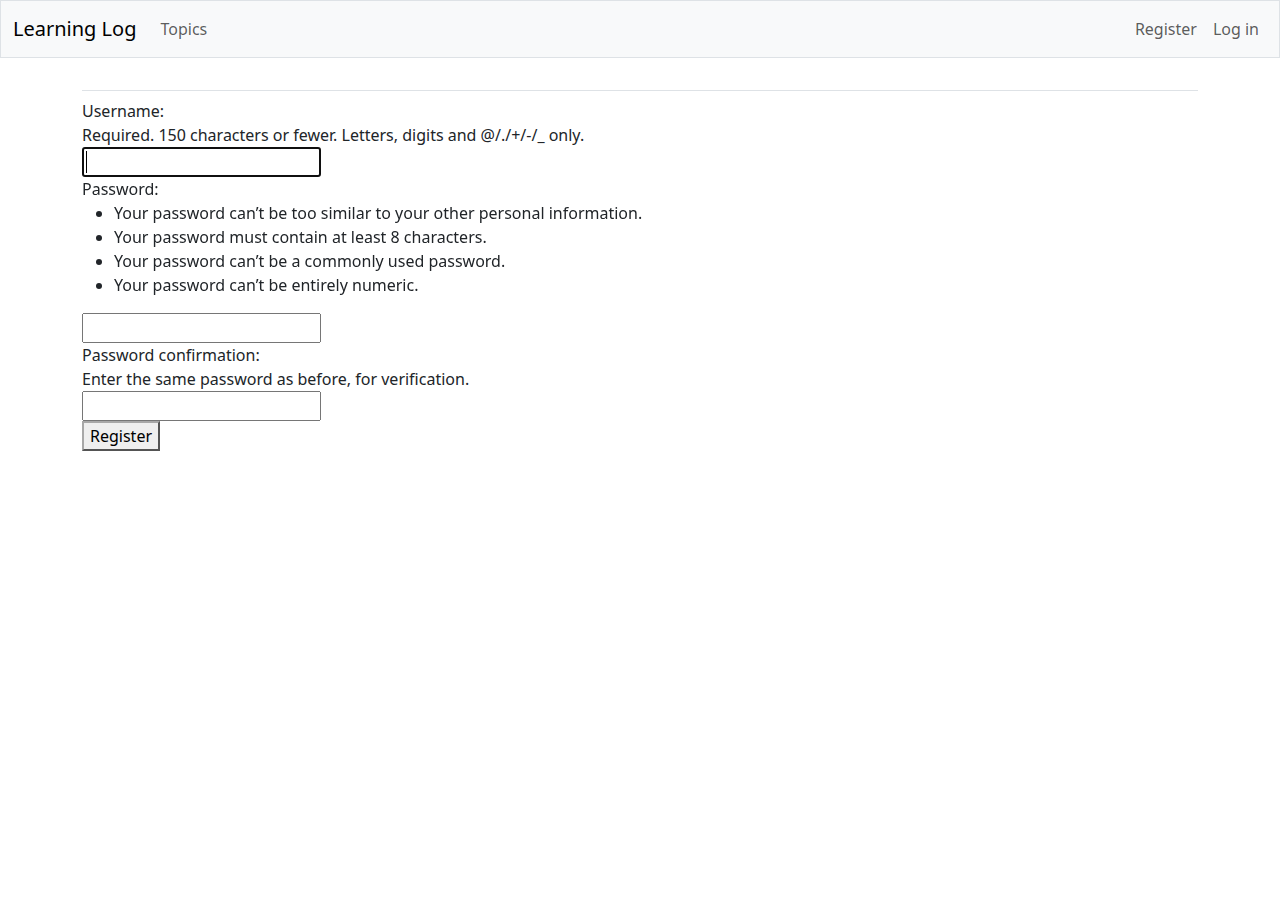 Learning Log Topics Register Log in
Username:
Required. 150 characters or fewer. Letters, digits and @/./+/-/_ only.
Password:
Your password can’t be too similar to your other personal information.
Your password must contain at least 8 characters.
Your password can’t be a commonly used password.
Your password can’t be entirely numeric.
Password confirmation:
Enter the same password as before, for verification.
Register